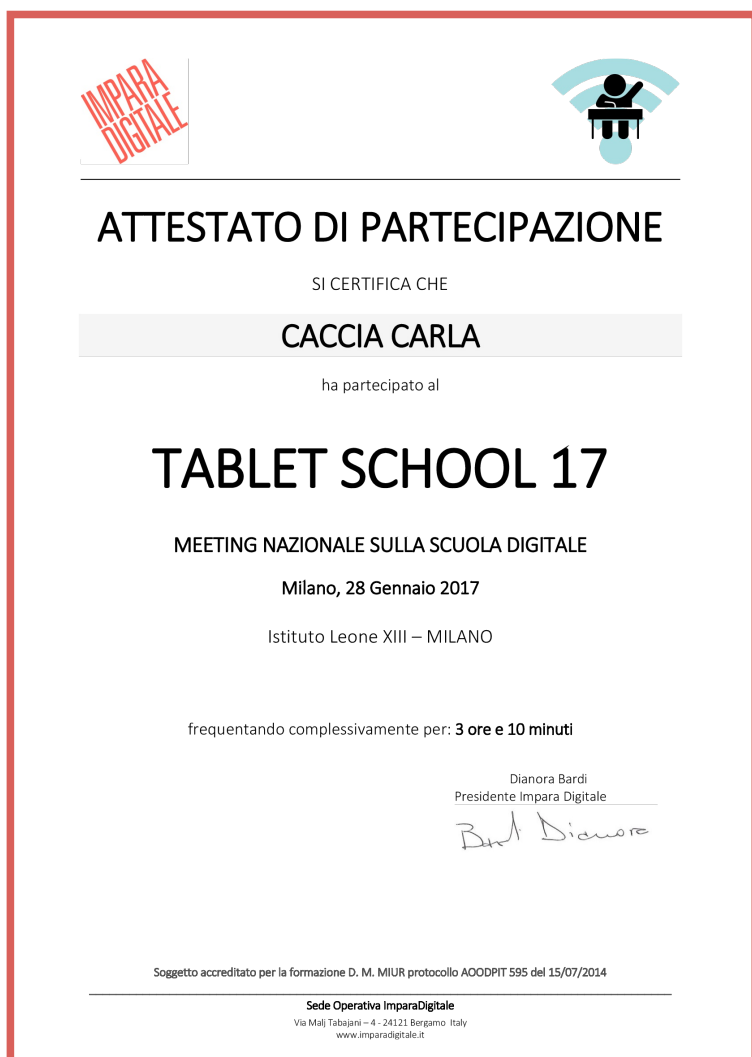 IMPARA
DIGITALE
ATTESTATO DI PARTECIPAZIONE
SI CERTIFICA CHE
CACCIA CARLA
ha partecipato al
TABLET SCHOOL 17
MEETING NAZIONALE SULLA SCUOLA DIGITALE
Milano, 28 Gennaio 2017
Istituto Leone XIII – MILANO
frequentando complessivamente per: 3 ore e 10 minuti
Dianora Bardi
Presidente Impara Digitale
Bardi Dianora
Soggetto accreditato per la formazione D. M. MIUR protocollo AOODPIT 595 del 15/07/2014
Sede Operativa ImparaDigitale
Via Malj Tabajani – 4 - 24121 Bergamo Italy
www.imparadigitale.it